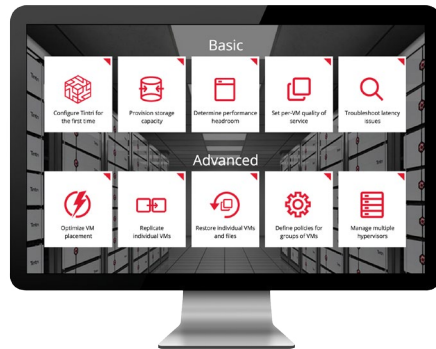 Basic
Configure Tintri for
the first time
Provision storage
capacity
Determine performance
headroom
Set per-VM quality of
service
Troubleshoot latency
issues
Advanced
Optimize VM
placement
Replicate
individual VMs
Restore individual VMs
and files
Define policies for
groups of VMs
Manage multiple
hypervisors